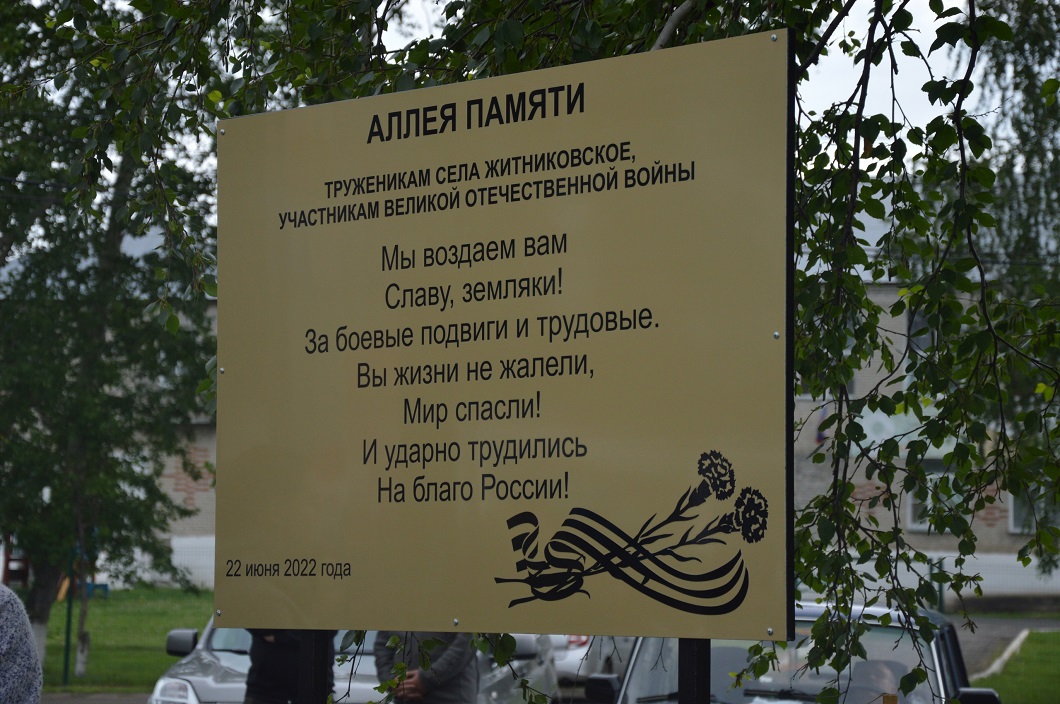 АЛЛЕЯ ПАМЯТИ
ТРУЖЕНИКАМ СЕЛА ЖИТНИКОВСКОЕ,
УЧАСТНИКАМ ВЕЛИКОЙ ОТЕЧЕСТВЕННОЙ ВОЙНЫ
Мы воздаем вам
Славу, земляки!
За боевые подвиги и трудовые.
Вы жизни не жалели,
Мир спасли!
И ударно трудились
На благо России!
22 июня 2022 года